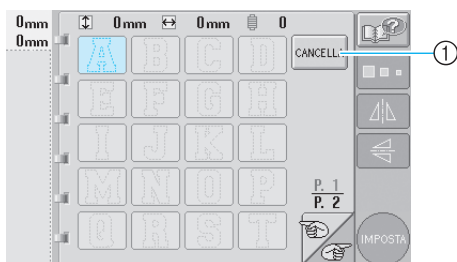 0mm 0mm 0mm 0
0mm
A B C D CANCELL. 1
E F G H
I J K L
M N O P P. 1
P. 2
Q R S T IMPOSTA